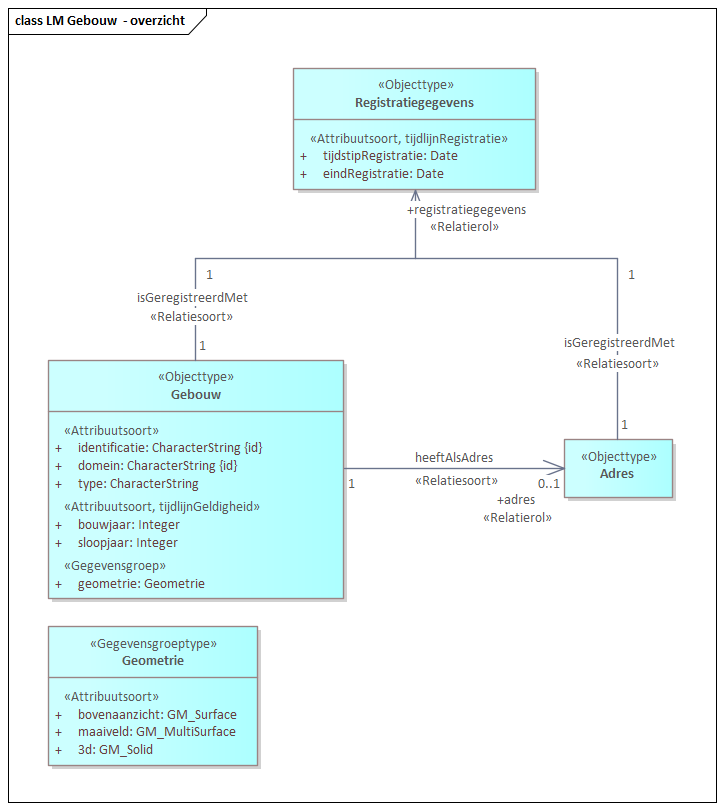 class LM Gebouw - overzicht
«Objecttype»
Registratiegegevens
«Attribuutsoort, tijdlijnRegistratie»
+ tijdstipRegistratie: Date
+ eindRegistratie: Date
+registratiegegevens
«Relatierol»
1
1
isGeregistreerdMet
«Relatiesoort»
1
isGeregistreerdMet
«Relatiesoort»
1
«Objecttype»
Gebouw
«Attribuutsoort»
+ identificatie: CharacterString {id}
+ domein: CharacterString {id}
+ type: CharacterString
«Attribuutsoort, tijdlijnGeldigheid»
+ bouwjaar: Integer
+ sloopjaar: Integer
«Gegevensgroep»
+ geometrie: Geometrie
heeftAlsAdres
«Relatiesoort»
1
0..1
+adres
«Relatierol»
«Objecttype»
Adres
«Gegevensgroeptype»
Geometrie
«Attribuutsoort»
+ bovenaanzicht: GM_Surface
+ maaiveld: GM_MultiSurface
+ 3d: GM_Solid